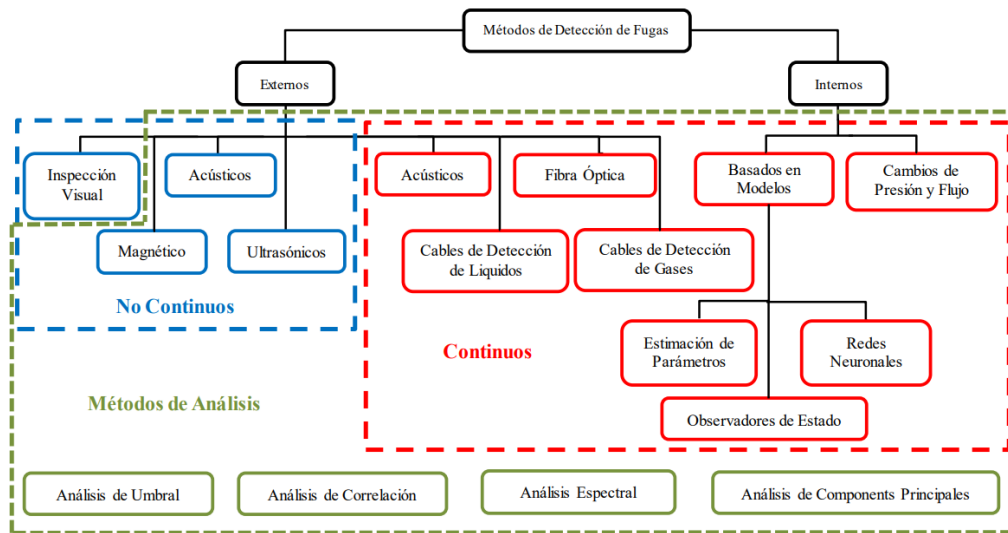 Métodos de Detección de Fugas
Externos
Internos
Inspección
Visual
Acústicos
Acústicos
Fibra Óptica
Basados en
Modelos
Cambios de
Presión y Flujo
Magnético
Ultrasónicos
Cables de Detección
de Liquidos
Cables de Detección
de Gases
No Continuos
Continuos
Estimación de
Parámetros
Redes
Neuronales
Métodos de Análisis
Observadores de Estado
Análisis de Umbral
Análisis de Correlación
Análisis Espectral
Análisis de Components Principales